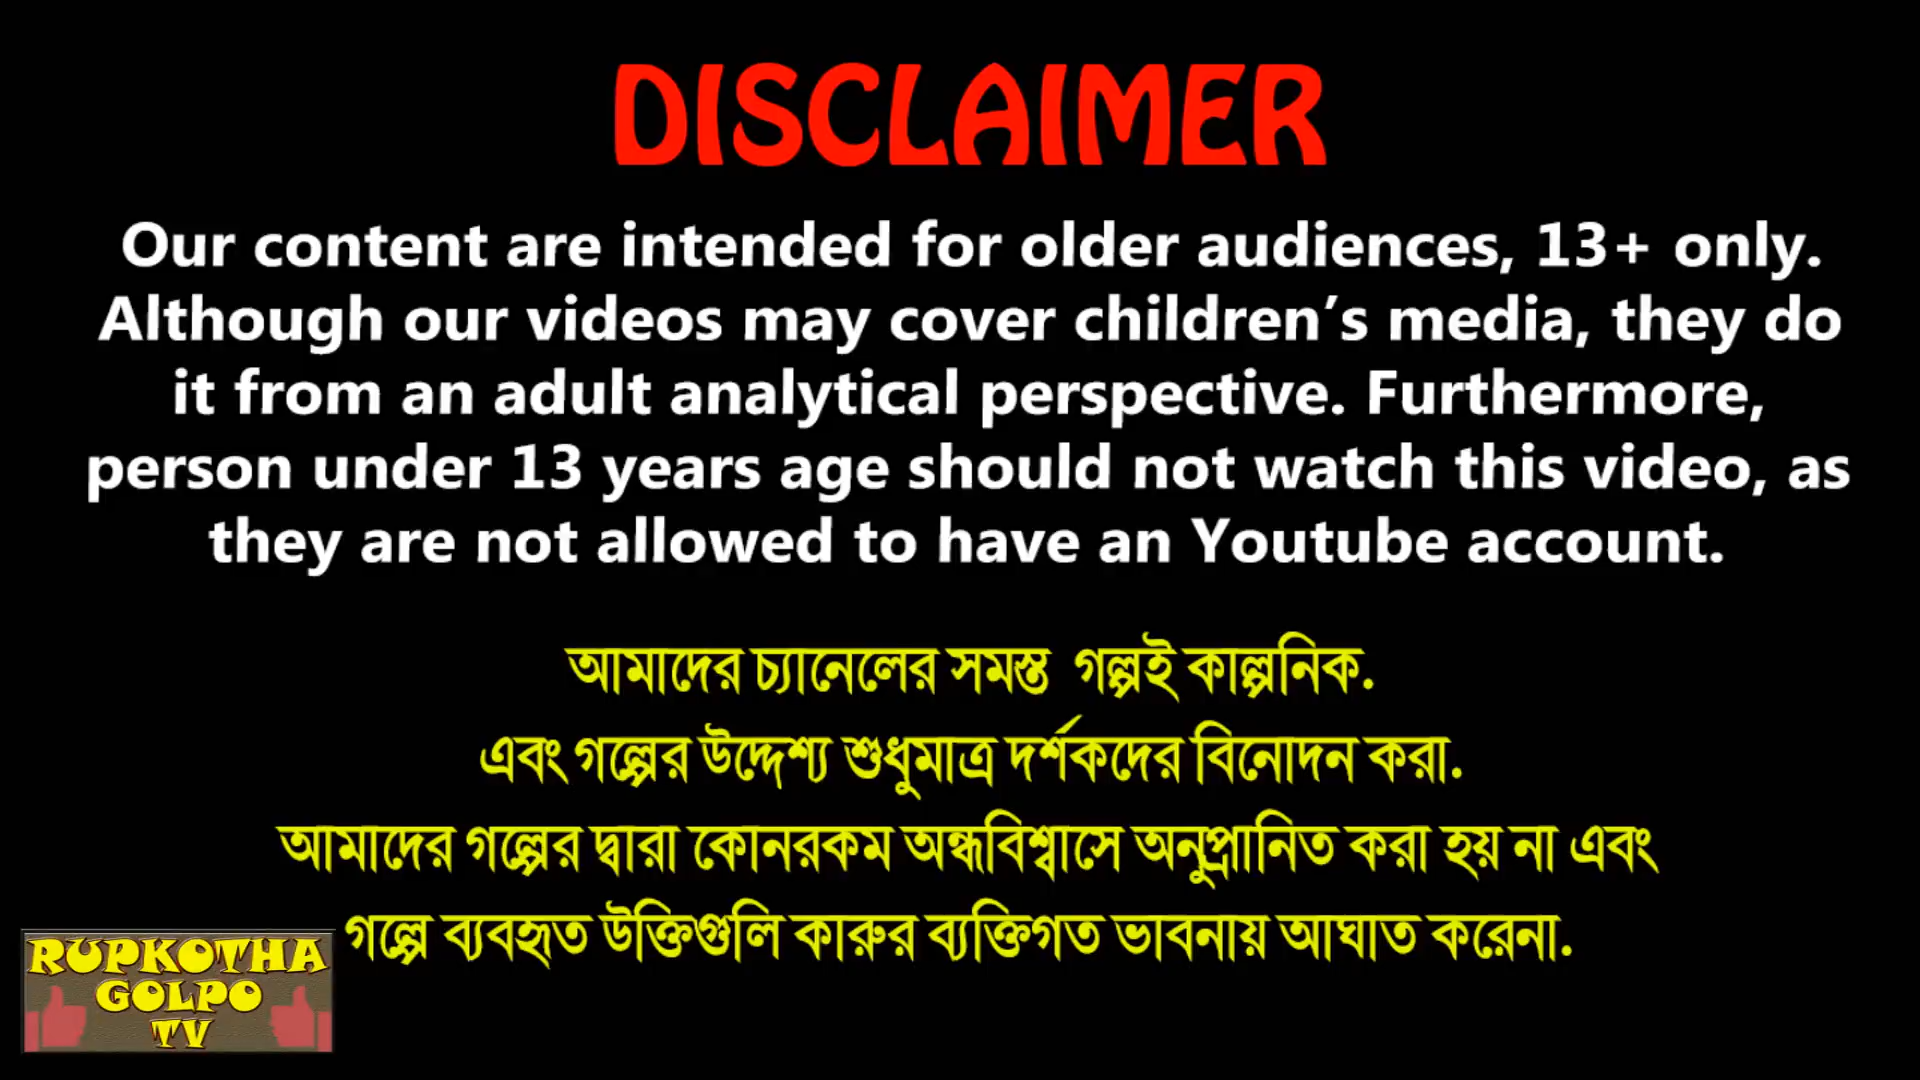 DISCLAIMER
Our content are intended for older audiences, 13+ only.
Although our videos may cover children’s media, they do
it from an adult analytical perspective. Furthermore,
person under 13 years age should not watch this video, as
they are not allowed to have an Youtube account.
আমাদের চ্যানেলের সমস্ত গল্পই কাল্পনিক.
এবং গল্পের উদ্দেশ্য শুধুমাত্র দর্শকদের বিনোদন করা.
আমাদের গল্পের দ্বারা কোনরকম অন্ধবিশ্বাসে অনুপ্রানিত করা হয় না এবং
গল্পে ব্যবহৃত উক্তিগুলি কারুর ব্যক্তিগত ভাবনায় আঘাত করেনা.
RUPKOTHA
GOLPO
TV